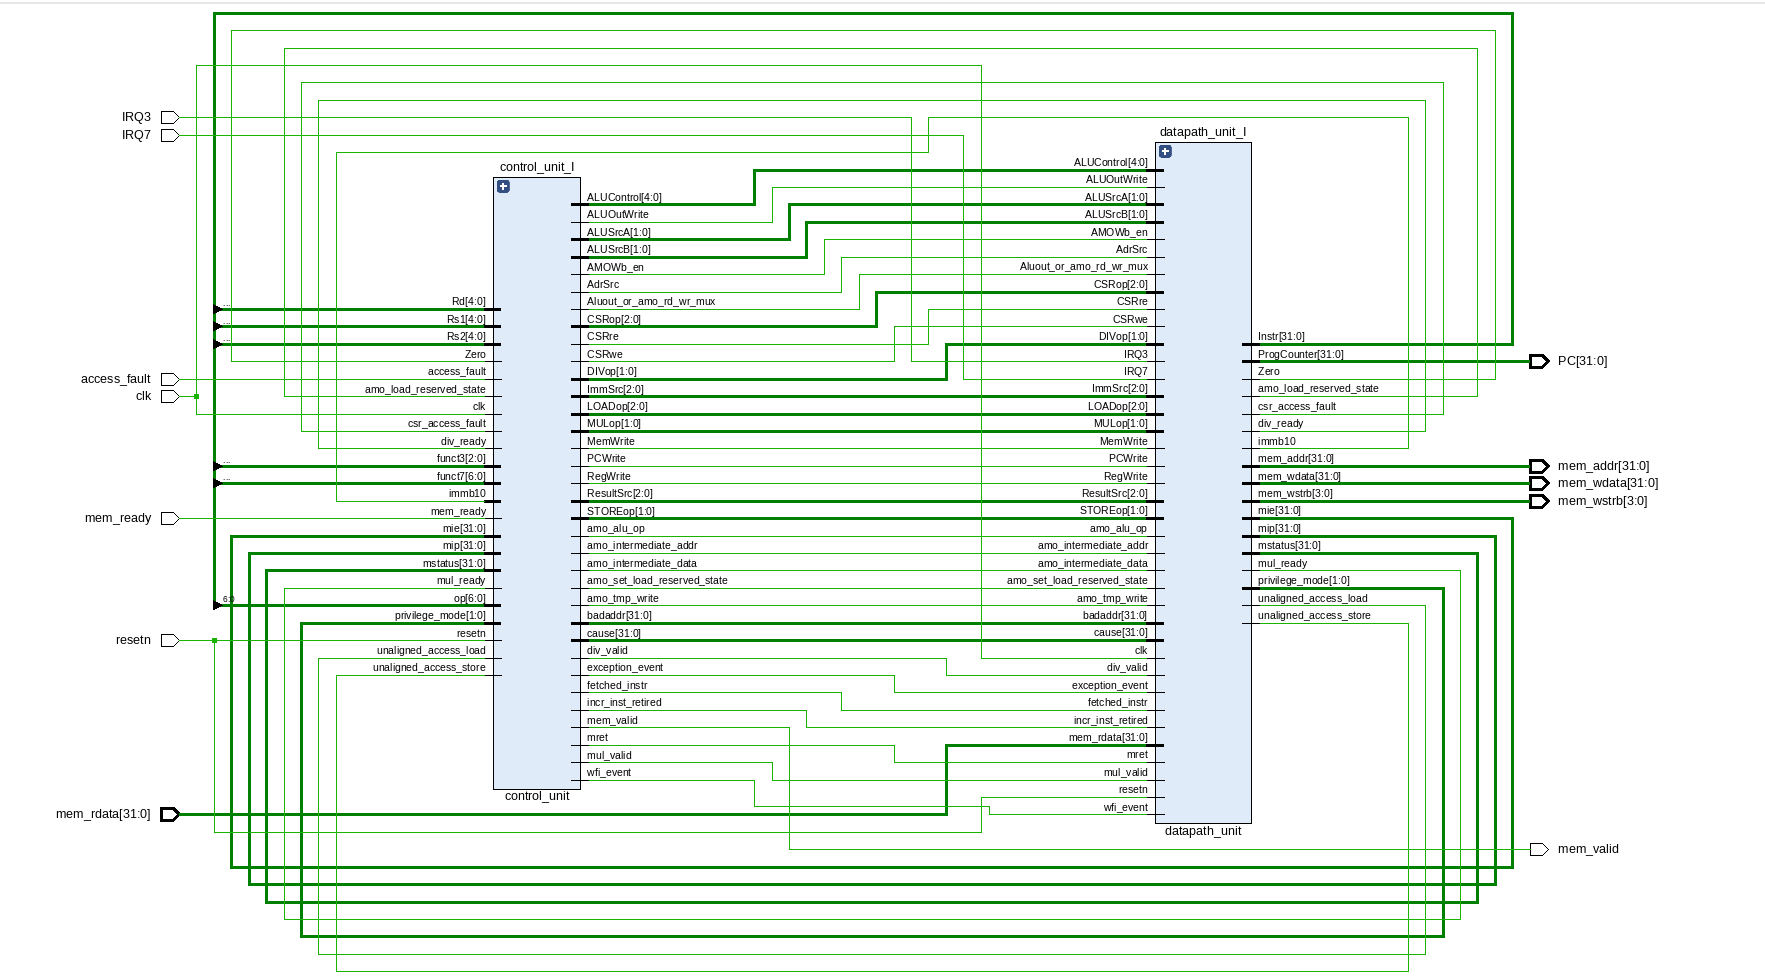 IRQ3
IRQ7
access_fault
clk
mem_ready
resetn
mem_rdata[31:0]
control_unit_I
...
...
...
...
...
6:0
Rd[4:0]
Rs1[4:0]
Rs2[4:0]
Zero
access_fault
amo_load_reserved_state
clk
csr_access_fault
div_ready
funct3[2:0]
funct7[6:0]
immb10
mem_ready
mie[31:0]
mip[31:0]
mstatus[31:0]
mul_ready
op[6:0]
privilege_mode[1:0]
resetn
unaligned_access_load
unaligned_access_store
ALUControl[4:0]
ALUOutWrite
ALUSrcA[1:0]
ALUSrcB[1:0]
AMOWb_en
AdrSrc
Aluout_or_amo_rd_wr_mux
CSRop[2:0]
CSRre
CSRwe
DIVop[1:0]
ImmSrc[2:0]
LOADop[2:0]
MULop[1:0]
MemWrite
PCWrite
RegWrite
ResultSrc[2:0]
STOREop[1:0]
amo_alu_op
amo_intermediate_addr
amo_intermediate_data
amo_set_load_reserved_state
amo_tmp_write
badaddr[31:0]
cause[31:0]
div_valid
exception_event
fetched_instr
incr_inst_retired
mem_valid
mret
mul_valid
wfi_event
control_unit
datapath_unit_I
ALUControl[4:0]
ALUOutWrite
ALUSrcA[1:0]
ALUSrcB[1:0]
AMOWb_en
AdrSrc
Aluout_or_amo_rd_wr_mux
CSRop[2:0]
CSRre
CSRwe
DIVop[1:0]
IRQ3
IRQ7
ImmSrc[2:0]
LOADop[2:0]
MULop[1:0]
MemWrite
PCWrite
RegWrite
ResultSrc[2:0]
STOREop[1:0]
amo_alu_op
amo_intermediate_addr
amo_intermediate_data
amo_set_load_reserved_state
amo_tmp_write
badaddr[31:0]
cause[31:0]
clk
div_valid
exception_event
fetched_instr
incr_inst_retired
mem_rdata[31:0]
mret
mul_valid
resetn
wfi_event
Instr[31:0]
ProgCounter[31:0]
Zero
amo_load_reserved_state
csr_access_fault
div_ready
immb10
mem_addr[31:0]
mem_wdata[31:0]
mem_wstrb[3:0]
mie[31:0]
mip[31:0]
mstatus[31:0]
mul_ready
privilege_mode[1:0]
unaligned_access_load
unaligned_access_store
datapath_unit
PC[31:0]
mem_addr[31:0]
mem_wdata[31:0]
mem_wstrb[3:0]
mem_valid